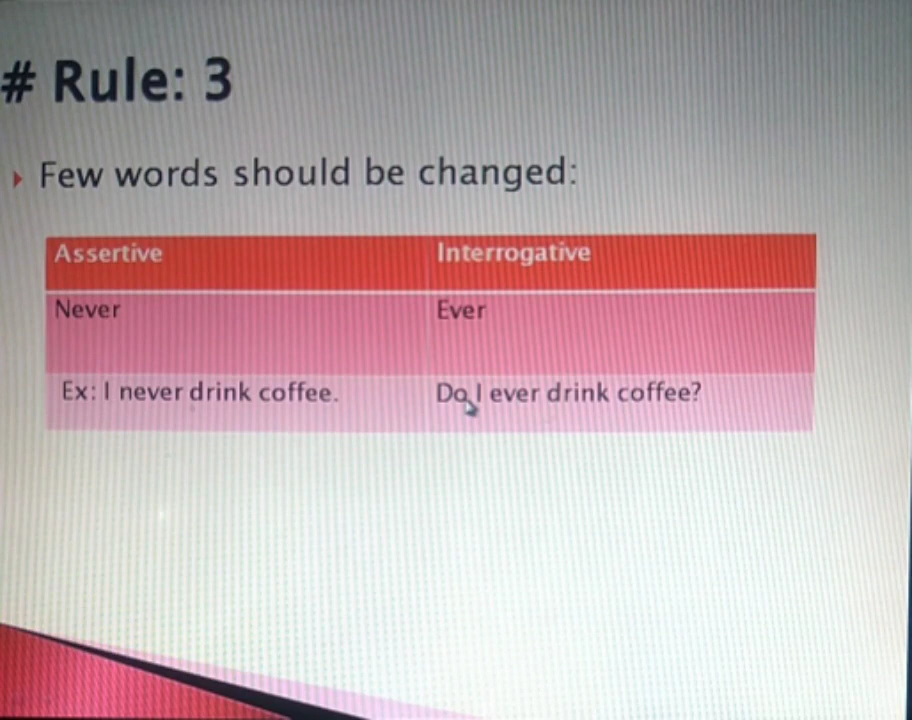 # Rule: 3
Few words should be changed:
Assertive Interrogative
Never Ever
Ex: I never drink coffee. Do I ever drink coffee?